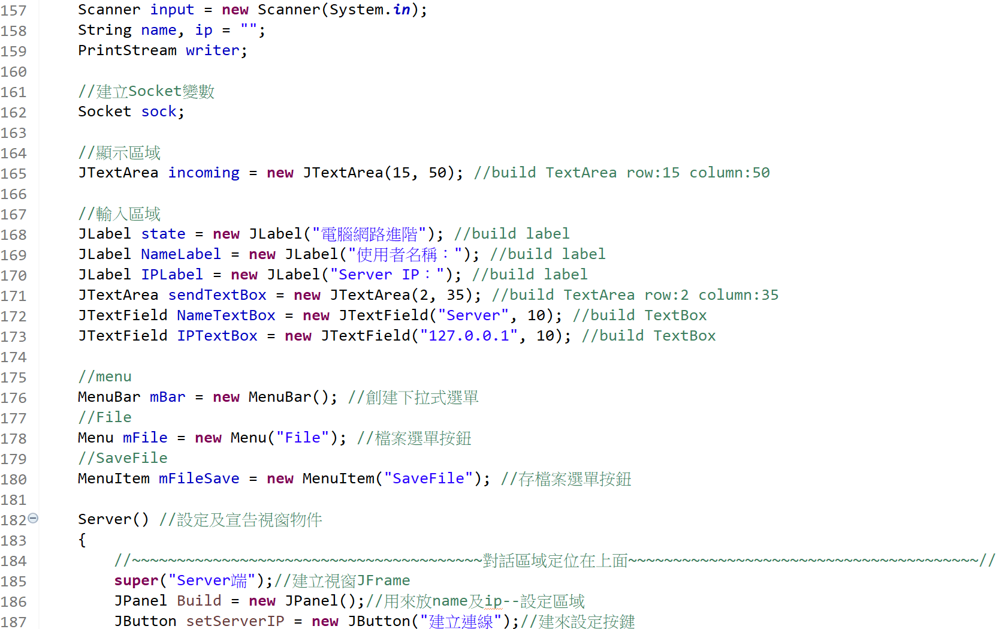 157 Scanner input = new Scanner(System.in);
158 String name, ip = "";
159 PrintStream writer;
160
161 //建立Socket變數
162 Socket sock;
163
164 //顯示區域
165 JTextArea incoming = new JTextArea(15, 50); //build TextArea row:15 column:50
166
167 //輸入區域
168 JLabel state = new JLabel("電腦網路進階"); //build label
169 JLabel NameLabel = new JLabel("使用者名稱："); //build label
170 JLabel IPLabel = new JLabel("Server IP："); //build label
171 JTextArea sendTextBox = new JTextArea(2, 35); //build TextArea row:2 column:35
172 JTextField NameTextBox = new JTextField("Server", 10); //build TextBox
173 JTextField IPTextBox = new JTextField("127.0.0.1", 10); //build TextBox
174
175 //menu
176 MenuBar mBar = new MenuBar(); //創建下拉式選單
177 //File
178 Menu mFile = new Menu("File"); //檔案選單按鈕
179 //SaveFile
180 MenuItem mFileSave = new MenuItem("SaveFile"); //存檔案選單按鈕
181
182 Server() //設定及宣告視窗物件
183 {
184 //~~~~~~~~~~~~~~~~~~~~~~~~~~~~~~~~~~~~~~~對話區域定位在上面~~~~~~~~~~~~~~~~~~~~~~~~~~~~~~~~~~~~~~~//
185 super("Server端");//建立視窗JFrame
186 JPanel Build = new JPanel();//用來放name及ip--設定區域
187 JButton setServerIP = new JButton("建立連線");//建來設定按鍵